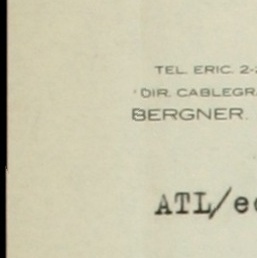 TEL. ERIC. 2-
DIR. CABLEGR
BERGNER.
ATL/e